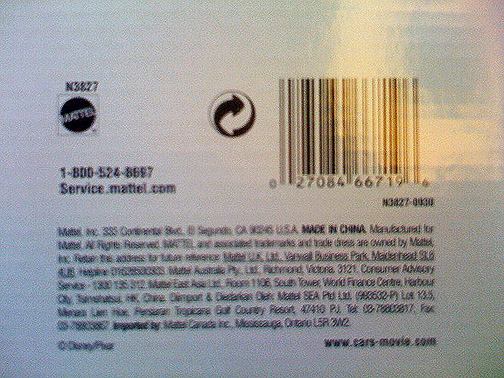 N3827
MATTEL
1-800-524-8697
Service.mattel.com
0 27084 66719 6
N3827-0930
Mattel, Inc. 333 Continental Blvd., El Segundo, CA 90245 U.S.A. MADE IN CHINA. Manufactured for
Mattel. All Rights Reserved. MATTEL and associated trademarks and trade dress are owned by Mattel,
Inc. Retain this address for future reference: Mattel U.K. Ltd., Vanwall Business Park, Maidenhead SL6
4UB. Helpline 01628500303. Mattel Australia Pty., Ltd., Richmond, Victoria. 3121. Consumer Advisory
Service - 1300 135 312. Mattel East Asia Ltd., Room 1106, South Tower, World Finance Centre, Harbour
City, Tsimshatsui, HK, China. Diimport & Diedarkan Oleh: Mattel SEA Ptd Ltd. (993532-P) Lot 13.5,
Menara Lien Hoe, Persiaran Tropicana Golf Country Resort, 47410 PJ. Tel: 03-78803817, Fax:
03-78803867. Imported by: Mattel Canada Inc., Mississauga, Ontario L5R 3W2.
© Disney/Pixar
www.cars-movie.com